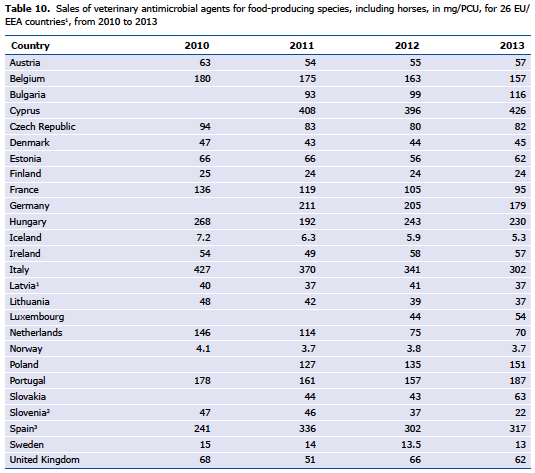 Table 10. Sales of veterinary antimicrobial agents for food-producing species, including horses, in mg/PCU, for 26 EU/
EEA countries¹, from 2010 to 2013
Country 2010 2011 2012 2013
Austria 63 54 55 57
Belgium 180 175 163 157
Bulgaria 93 99 116
Cyprus 408 396 426
Czech Republic 94 83 80 82
Denmark 47 43 44 45
Estonia 66 66 56 62
Finland 25 24 24 24
France 136 119 105 95
Germany 211 205 179
Hungary 268 192 243 230
Iceland 7.2 6.3 5.9 5.3
Ireland 54 49 58 57
Italy 427 370 341 302
Latvia¹ 40 37 41 37
Lithuania 48 42 39 37
Luxembourg 44 54
Netherlands 146 114 75 70
Norway 4.1 3.7 3.8 3.7
Poland 127 135 151
Portugal 178 161 157 187
Slovakia 44 43 63
Slovenia² 47 46 37 22
Spain³ 241 336 302 317
Sweden 15 14 13.5 13
United Kingdom 68 51 66 62